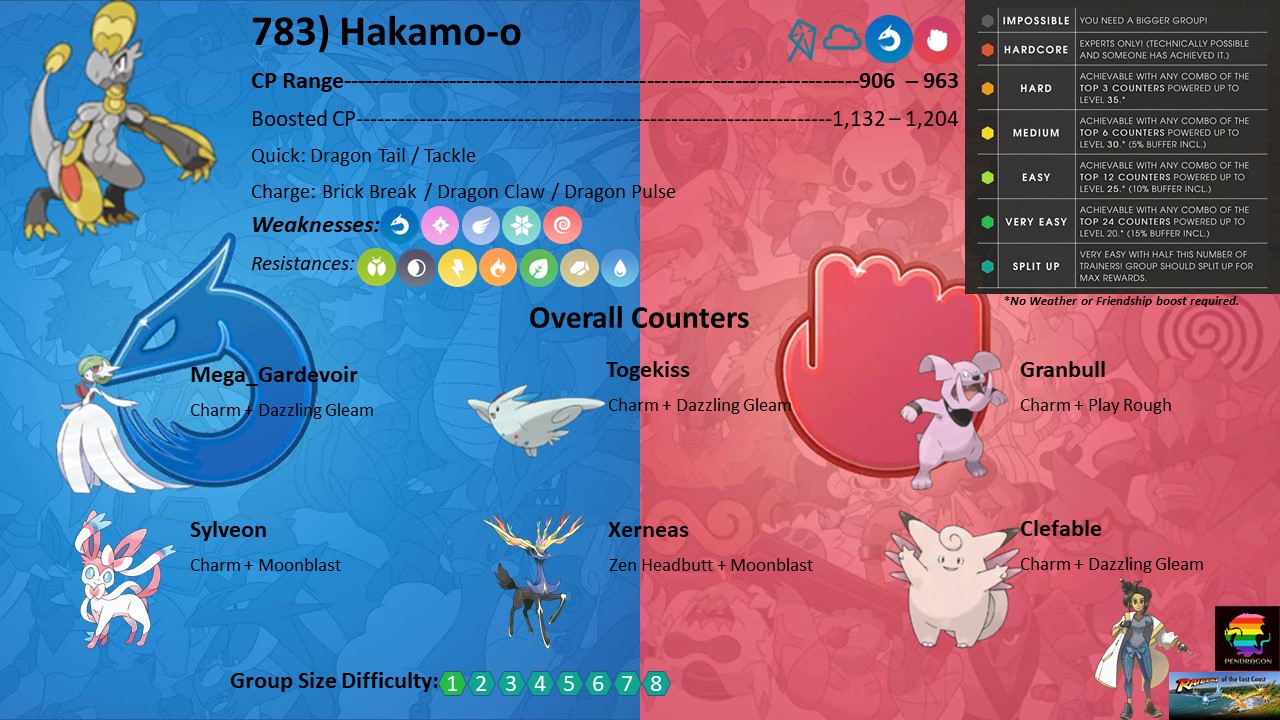 783) Hakamo-o
CP Range------906 – 963
Boosted CP------1,132 – 1,204
Quick: Dragon Tail / Tackle
Charge: Brick Break / Dragon Claw / Dragon Pulse
Weaknesses:
Resistances:
IMPOSSIBLE YOU NEED A BIGGER GROUP!
HARDCORE EXPERTS ONLY! (TECHNICALLY POSSIBLE
AND SOMEONE HAS ACHIEVED IT.)
HARD ACHIEVABLE WITH ANY COMBO OF THE
TOP 3 COUNTERS POWERED UP TO
LEVEL 35.*
MEDIUM ACHIEVABLE WITH ANY COMBO OF THE
TOP 6 COUNTERS POWERED UP TO
LEVEL 30.* (5% BUFFER INCL.)
EASY ACHIEVABLE WITH ANY COMBO OF THE
TOP 12 COUNTERS POWERED UP TO
LEVEL 25.* (10% BUFFER INCL.)
VERY EASY ACHIEVABLE WITH ANY COMBO OF THE
TOP 24 COUNTERS POWERED UP TO
LEVEL 20.* (15% BUFFER INCL.)
SPLIT UP VERY EASY WITH HALF THIS NUMBER OF
TRAINERS! GROUP SHOULD SPLIT UP FOR
MAX REWARDS.
*No Weather or Friendship boost required.
Overall Counters
Mega_Gardevoir
Charm + Dazzling Gleam
Togekiss
Charm + Dazzling Gleam
Granbull
Charm + Play Rough
Sylveon
Charm + Moonblast
Xerneas
Zen Headbutt + Moonblast
Clefable
Charm + Dazzling Gleam
Group Size Difficulty: 1 2 3 4 5 6 7 8
PENDRAGON
RAIDERS of the Lost Coast